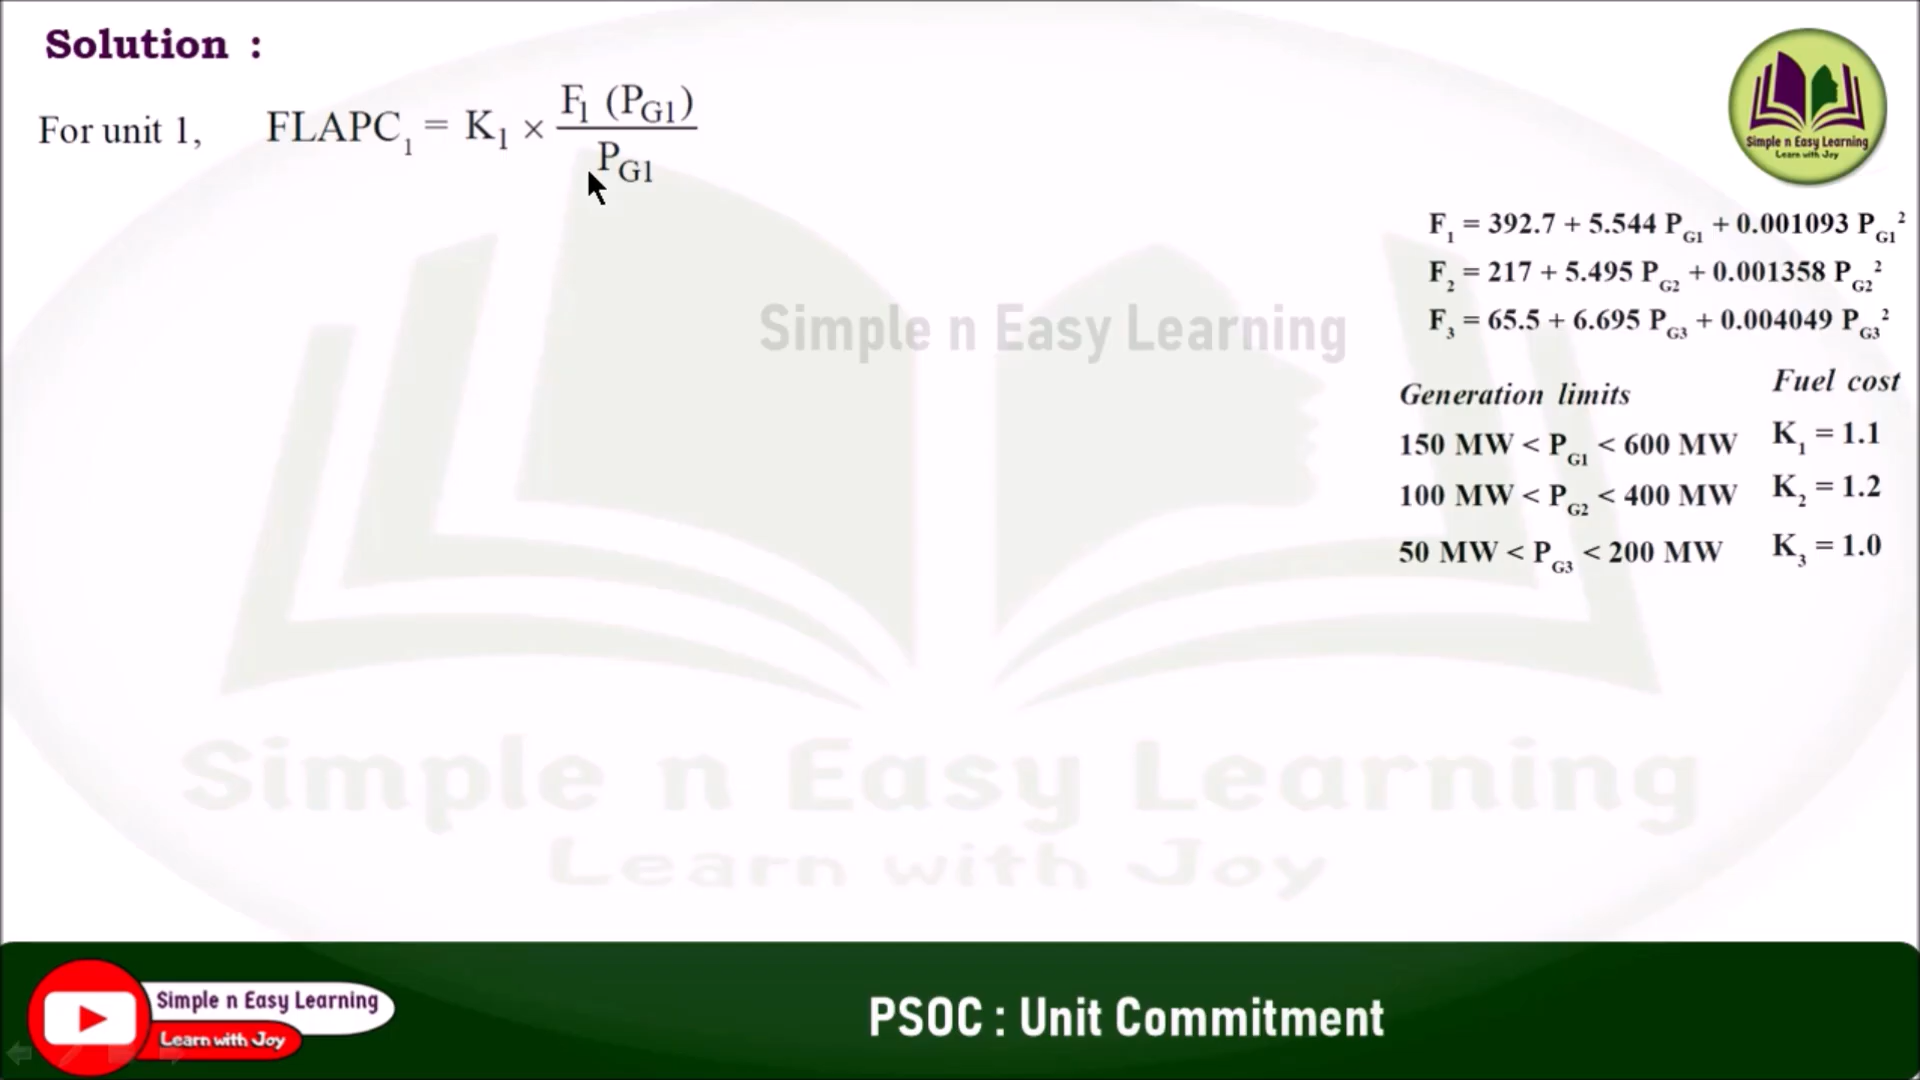 Solution :
For unit 1, FLAPC₁ = K₁ × F₁ (P_G1) / P_G1
Simple n Easy Learning
Learn with Joy
F₁ = 392.7 + 5.544 P_G1 + 0.001093 P_G1²
F₂ = 217 + 5.495 P_G2 + 0.001358 P_G2²
F₃ = 65.5 + 6.695 P_G3 + 0.004049 P_G3²
Simple n Easy Learning
Generation limits Fuel cost
150 MW < P_G1 < 600 MW K₁ = 1.1
100 MW < P_G2 < 400 MW K₂ = 1.2
50 MW < P_G3 < 200 MW K₃ = 1.0
Simple n Easy Learning
Learn with Joy
Simple n Easy Learning
Learn with Joy
PSOC : Unit Commitment